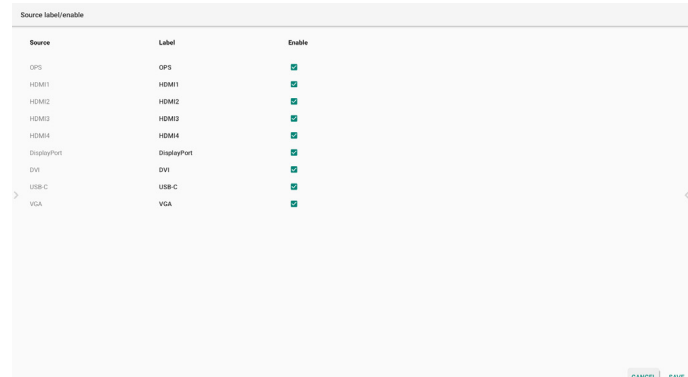 Source label/enable
Source Label Enable
OPS OPS
HDMI1 HDMI1
HDMI2 HDMI2
HDMI3 HDMI3
HDMI4 HDMI4
DisplayPort DisplayPort
DVI DVI
USB-C USB-C
VGA VGA
CANCEL SAVE